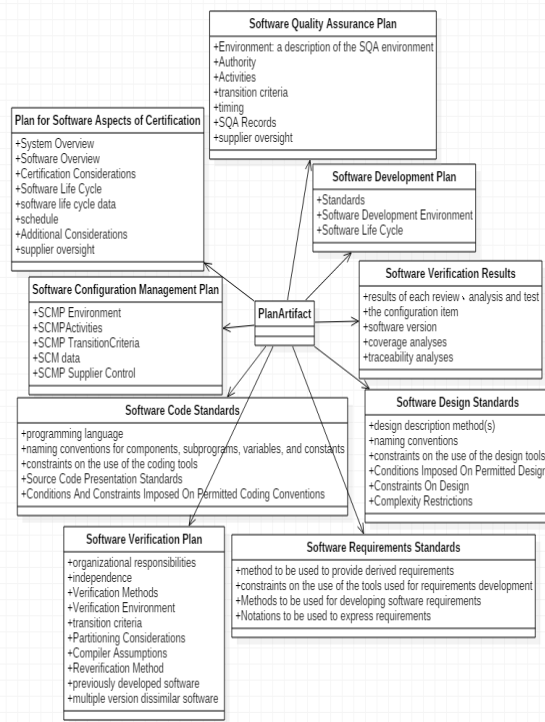 Software Quality Assurance Plan
+Environment: a description of the SQA environment
+Authority
+Activities
+transition criteria
+timing
+SQA Records
+supplier oversight
Plan for Software Aspects of Certification
+System Overview
+Software Overview
+Certification Considerations
+Software Life Cycle
+software life cycle data
+schedule
+Additional Considerations
+supplier oversight
Software Development Plan
+Standards
+Software Development Environment
+Software Life Cycle
Software Configuration Management Plan
+SCMP Environment
+SCMPActivities
+SCMP TransitionCriteria
+SCM data
+SCMP Supplier Control
PlanArtifact
Software Verification Results
+results of each review、analysis and test
+the configuration item
+software version
+coverage analyses
+traceability analyses
Software Code Standards
+programming language
+naming conventions for components, subprograms, variables, and constants
+constraints on the use of the coding tools
+Source Code Presentation Standards
+Conditions And Constraints Imposed On Permitted Coding Conventions
Software Design Standards
+design description method(s)
+naming conventions
+constraints on the use of the design tools
+Conditions Imposed On Permitted Design
+Constraints On Design
+Complexity Restrictions
Software Verification Plan
+organizational responsibilities
+independence
+Verification Methods
+Verification Environment
+transition criteria
+Partitioning Considerations
+Compiler Assumptions
+Reverification Method
+previously developed software
+multiple version dissimilar software
Software Requirements Standards
+method to be used to provide derived requirements
+constraints on the use of the tools used for requirements development
+Methods to be used for developing software requirements
+Notations to be used to express requirements